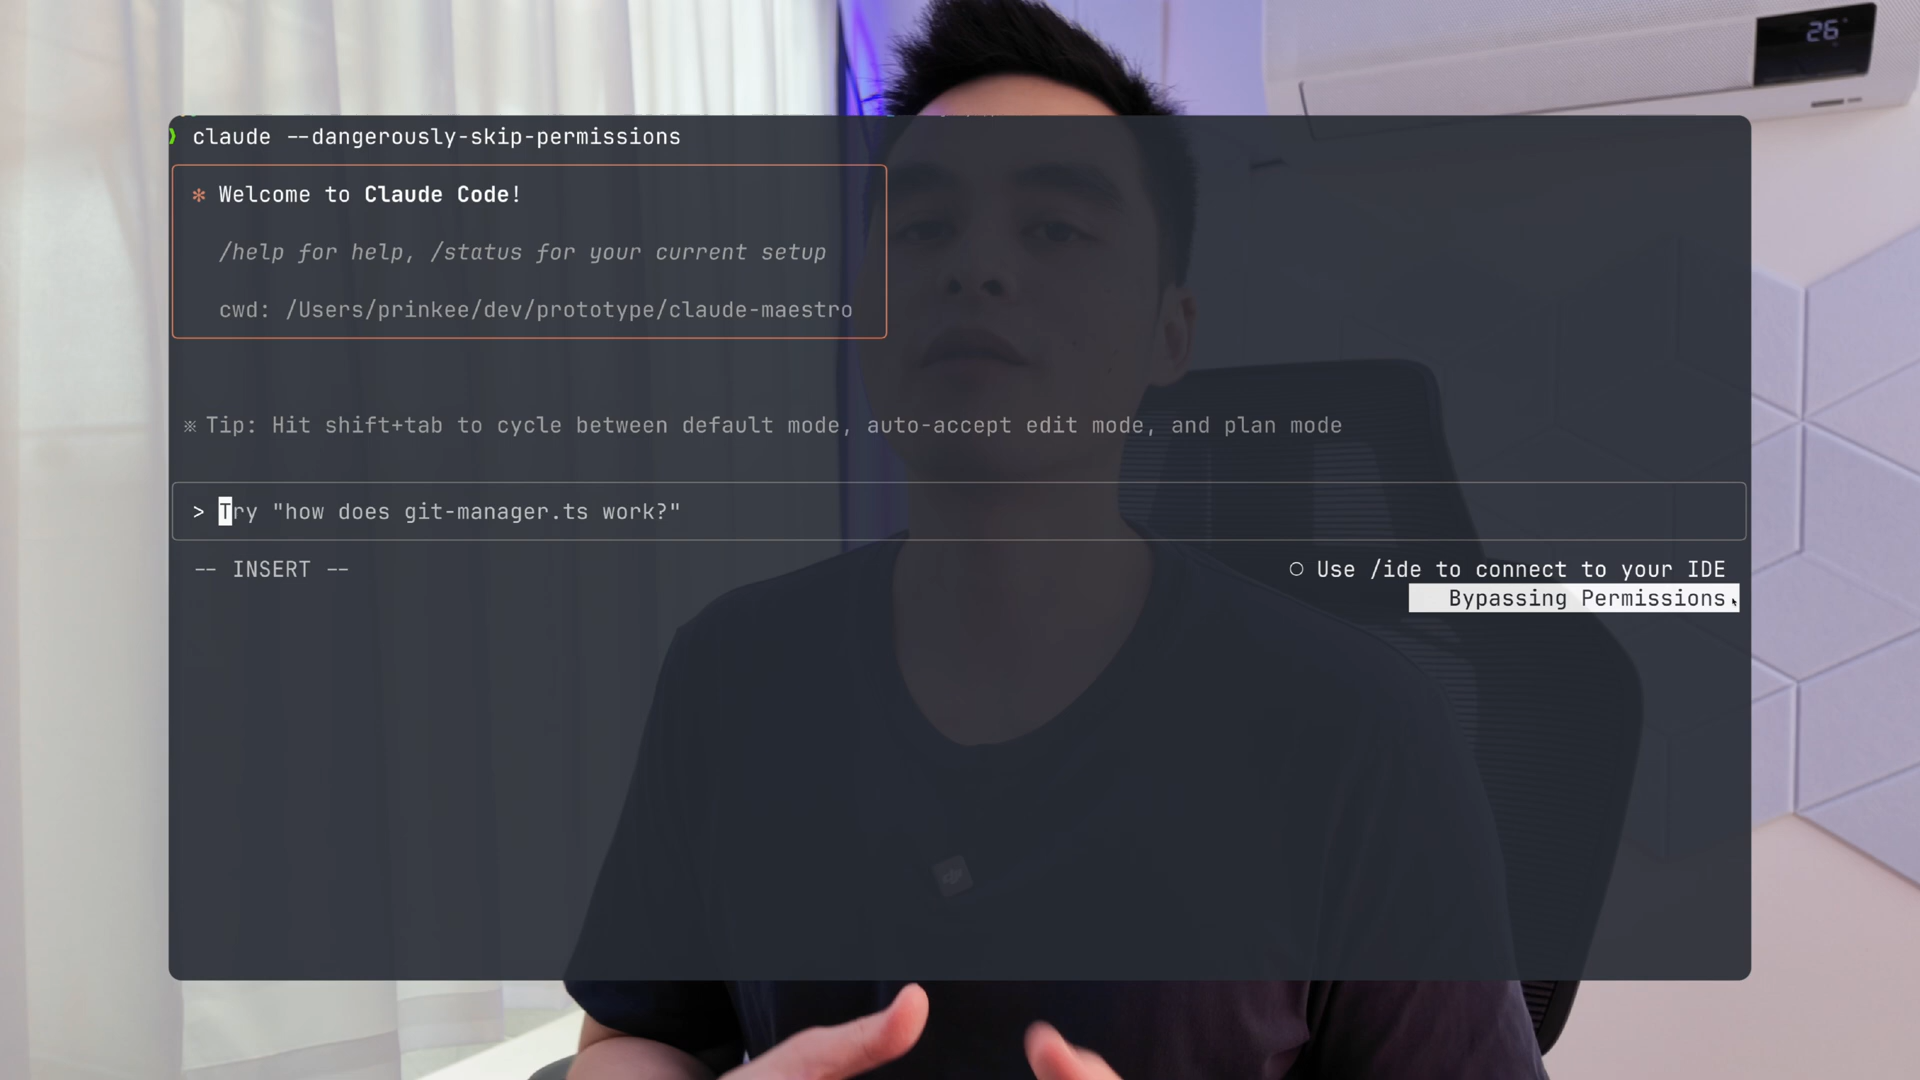 26
❯ claude --dangerously-skip-permissions
✻ Welcome to Claude Code!
/help for help, /status for your current setup
cwd: /Users/prinkee/dev/prototype/claude-maestro
※ Tip: Hit shift+tab to cycle between default mode, auto-accept edit mode, and plan mode
> Try "how does git-manager.ts work?"
-- INSERT --
○ Use /ide to connect to your IDE
Bypassing Permissions
dji